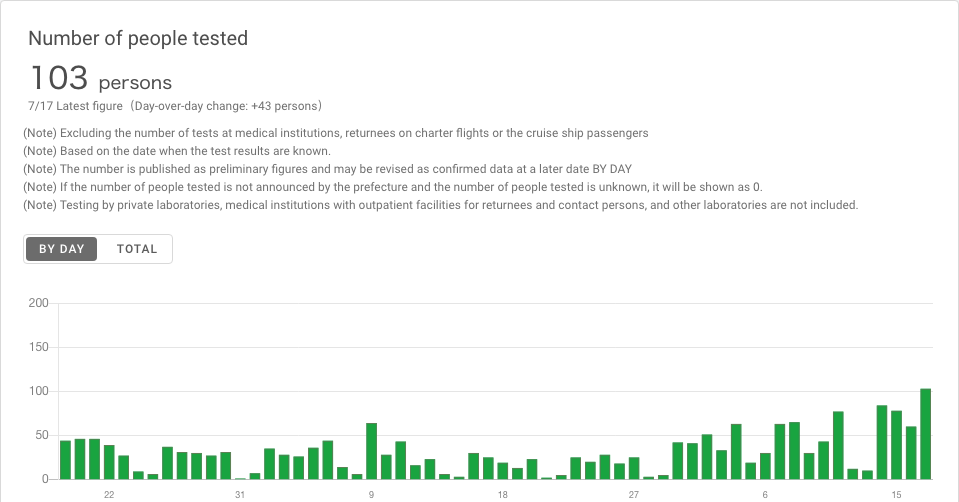 Number of people tested
103 persons
7/17 Latest figure（Day-over-day change: +43 persons）
(Note) Excluding the number of tests at medical institutions, returnees on charter flights or the cruise ship passengers
(Note) Based on the date when the test results are known.
(Note) The number is published as preliminary figures and may be revised as confirmed data at a later date BY DAY
(Note) If the number of people tested is not announced by the prefecture and the number of people tested is unknown, it will be shown as 0.
(Note) Testing by private laboratories, medical institutions with outpatient facilities for returnees and contact persons, and other laboratories are not included.
BY DAY TOTAL
200
150
100
50
0
22 31 9 18 27 6 15